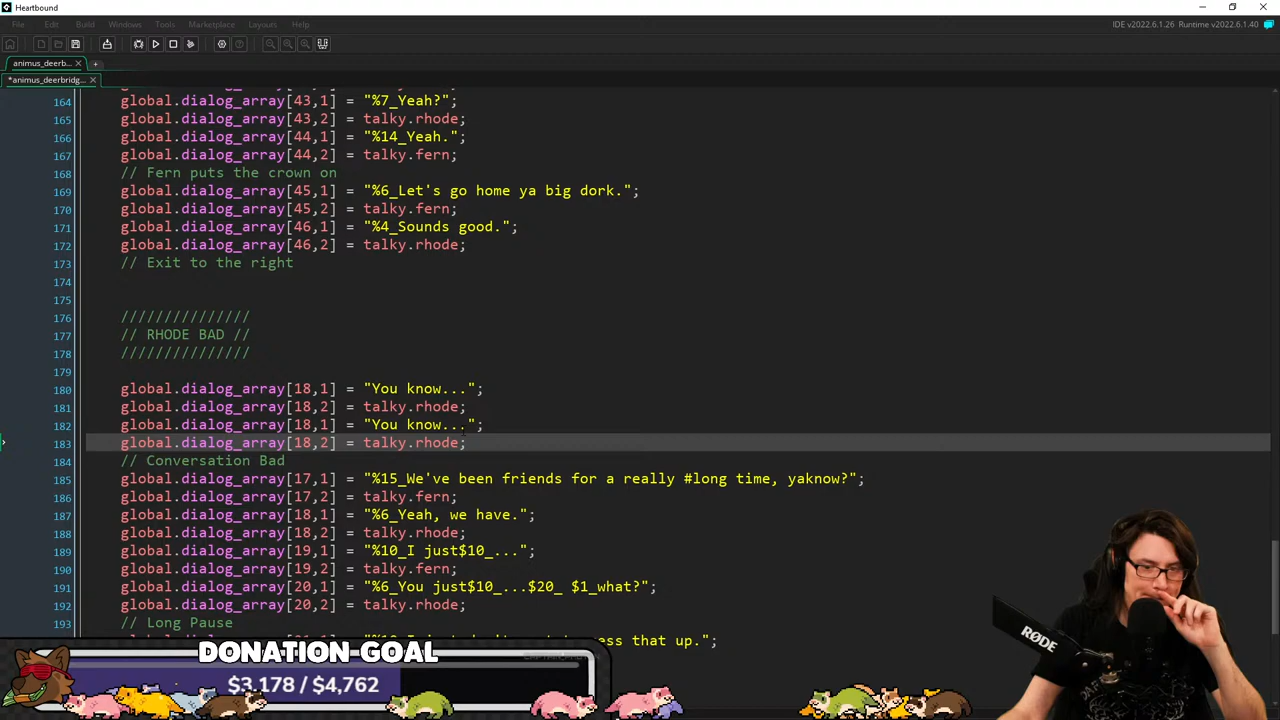 Heartbound
File Edit Build Windows Tools Marketplace Layouts Help
IDE v2022.6.1.26 Runtime v2022.6.1.40
animus_deerb...
*animus_deerbridg...
164 global.dialog_array[43,1] = "%7_Yeah?";
165 global.dialog_array[43,2] = talky.rhode;
166 global.dialog_array[44,1] = "%14_Yeah.";
167 global.dialog_array[44,2] = talky.fern;
168 // Fern puts the crown on
169 global.dialog_array[45,1] = "%6_Let's go home ya big dork.";
170 global.dialog_array[45,2] = talky.fern;
171 global.dialog_array[46,1] = "%4_Sounds good.";
172 global.dialog_array[46,2] = talky.rhode;
173 // Exit to the right
174
175
176 ///////////////
177 // RHODE BAD //
178 ///////////////
179
180 global.dialog_array[18,1] = "You know...";
181 global.dialog_array[18,2] = talky.rhode;
182 global.dialog_array[18,1] = "You know...";
183 global.dialog_array[18,2] = talky.rhode;
184 // Conversation Bad
185 global.dialog_array[17,1] = "%15_We've been friends for a really #long time, yaknow?";
186 global.dialog_array[17,2] = talky.fern;
187 global.dialog_array[18,1] = "%6_Yeah, we have.";
188 global.dialog_array[18,2] = talky.rhode;
189 global.dialog_array[19,1] = "%10_I just$10_...";
190 global.dialog_array[19,2] = talky.fern;
191 global.dialog_array[20,1] = "%6_You just$10_...$20_ $1_what?";
192 global.dialog_array[20,2] = talky.rhode;
193 // Long Pause
that up.";
DONATION GOAL
$3,178 / $4,762
RØDE